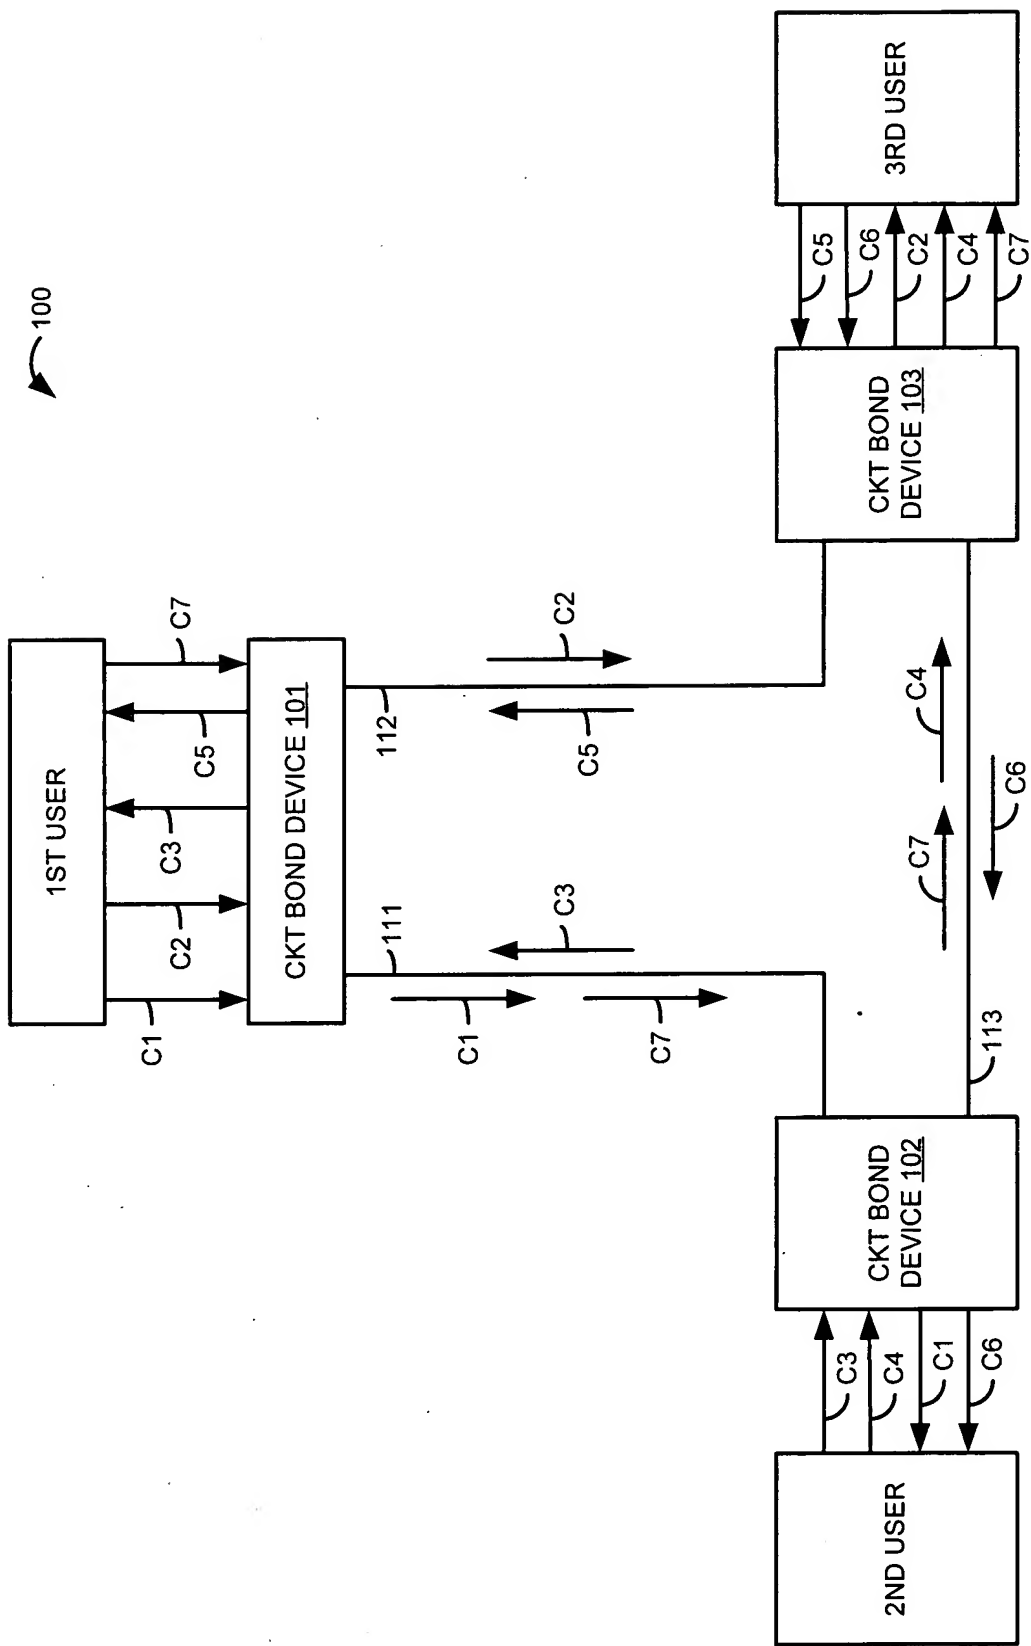 100
1ST USER
C1
C2
C3
C5
C7
CKT BOND DEVICE 101
111
112
C1
C7
C3
C5
C2
2ND USER
C3
C4
C1
C6
CKT BOND
DEVICE 102
113
C7
C4
C6
CKT BOND
DEVICE 103
C5
C6
C2
C4
C7
3RD USER